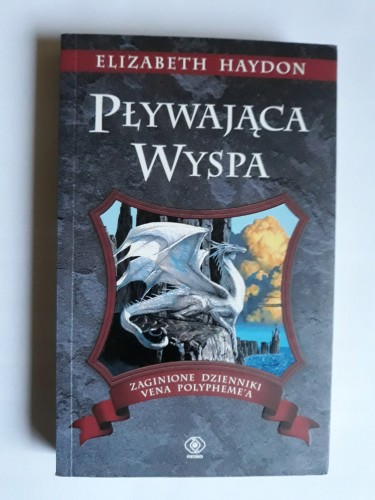 ELIZABETH HAYDON
PŁYWAJĄCA
WYSPA
ZAGINIONE DZIENNIKI
VENA POLYPHEME'A